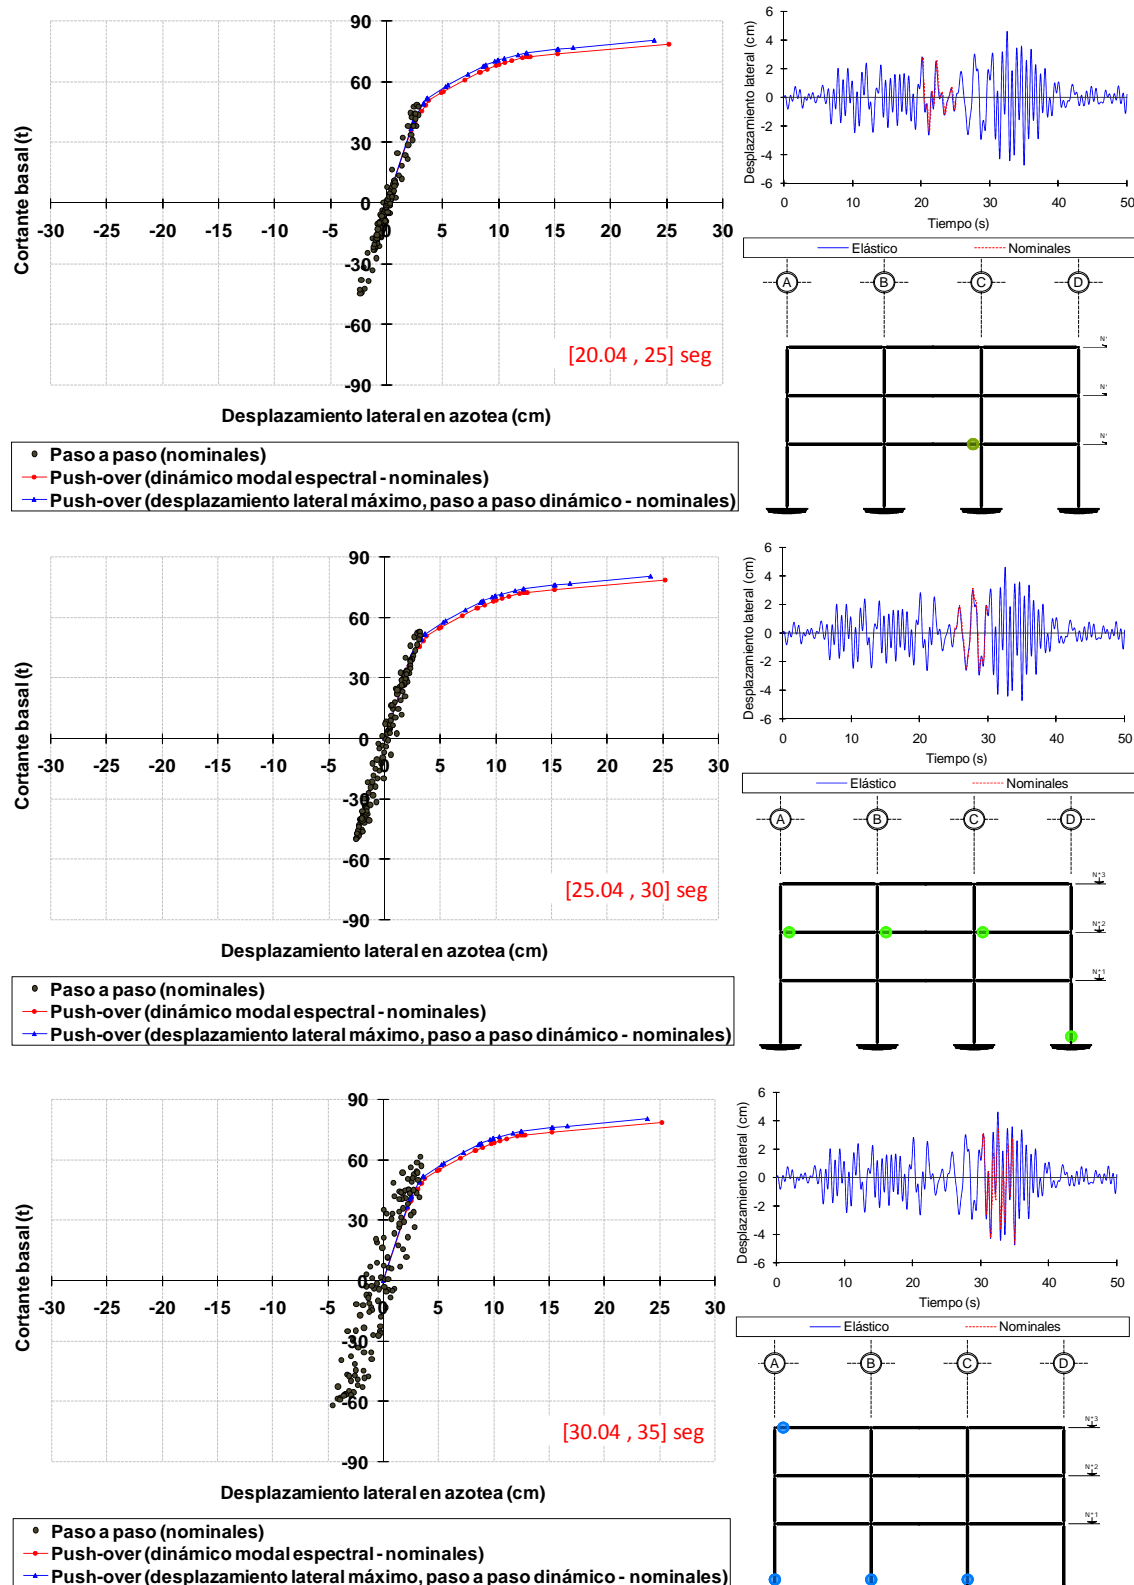 90
60
30
0
-30
-60
-90
-30 -25 -20 -15 -10 -5 0 5 10 15 20 25 30
Cortante basal (t)
Desplazamiento lateral en azotea (cm)
[20.04 , 25] seg
Paso a paso (nominales)
Push-over (dinámico modal espectral - nominales)
Push-over (desplazamiento lateral máximo, paso a paso dinámico - nominales)
6
4
2
0
-2
-4
-6
0 10 20 30 40 50
Desplazamiento lateral (cm)
Tiempo (s)
Elástico Nominales
A B C D
90
60
30
0
-30
-60
-90
-30 -25 -20 -15 -10 -5 0 5 10 15 20 25 30
Cortante basal (t)
Desplazamiento lateral en azotea (cm)
[25.04 , 30] seg
Paso a paso (nominales)
Push-over (dinámico modal espectral - nominales)
Push-over (desplazamiento lateral máximo, paso a paso dinámico - nominales)
6
4
2
0
-2
-4
-6
0 10 20 30 40 50
Desplazamiento lateral (cm)
Tiempo (s)
Elástico Nominales
A B C D
N*3
N*2
N*1
90
60
30
0
-30
-60
-90
-30 -25 -20 -15 -10 -5 0 5 10 15 20 25 30
Cortante basal (t)
Desplazamiento lateral en azotea (cm)
[30.04 , 35] seg
Paso a paso (nominales)
Push-over (dinámico modal espectral - nominales)
Push-over (desplazamiento lateral máximo, paso a paso dinámico - nominales)
6
4
2
0
-2
-4
-6
0 10 20 30 40 50
Desplazamiento lateral (cm)
Tiempo (s)
Elástico Nominales
A B C D
N*3
N*2
N*1